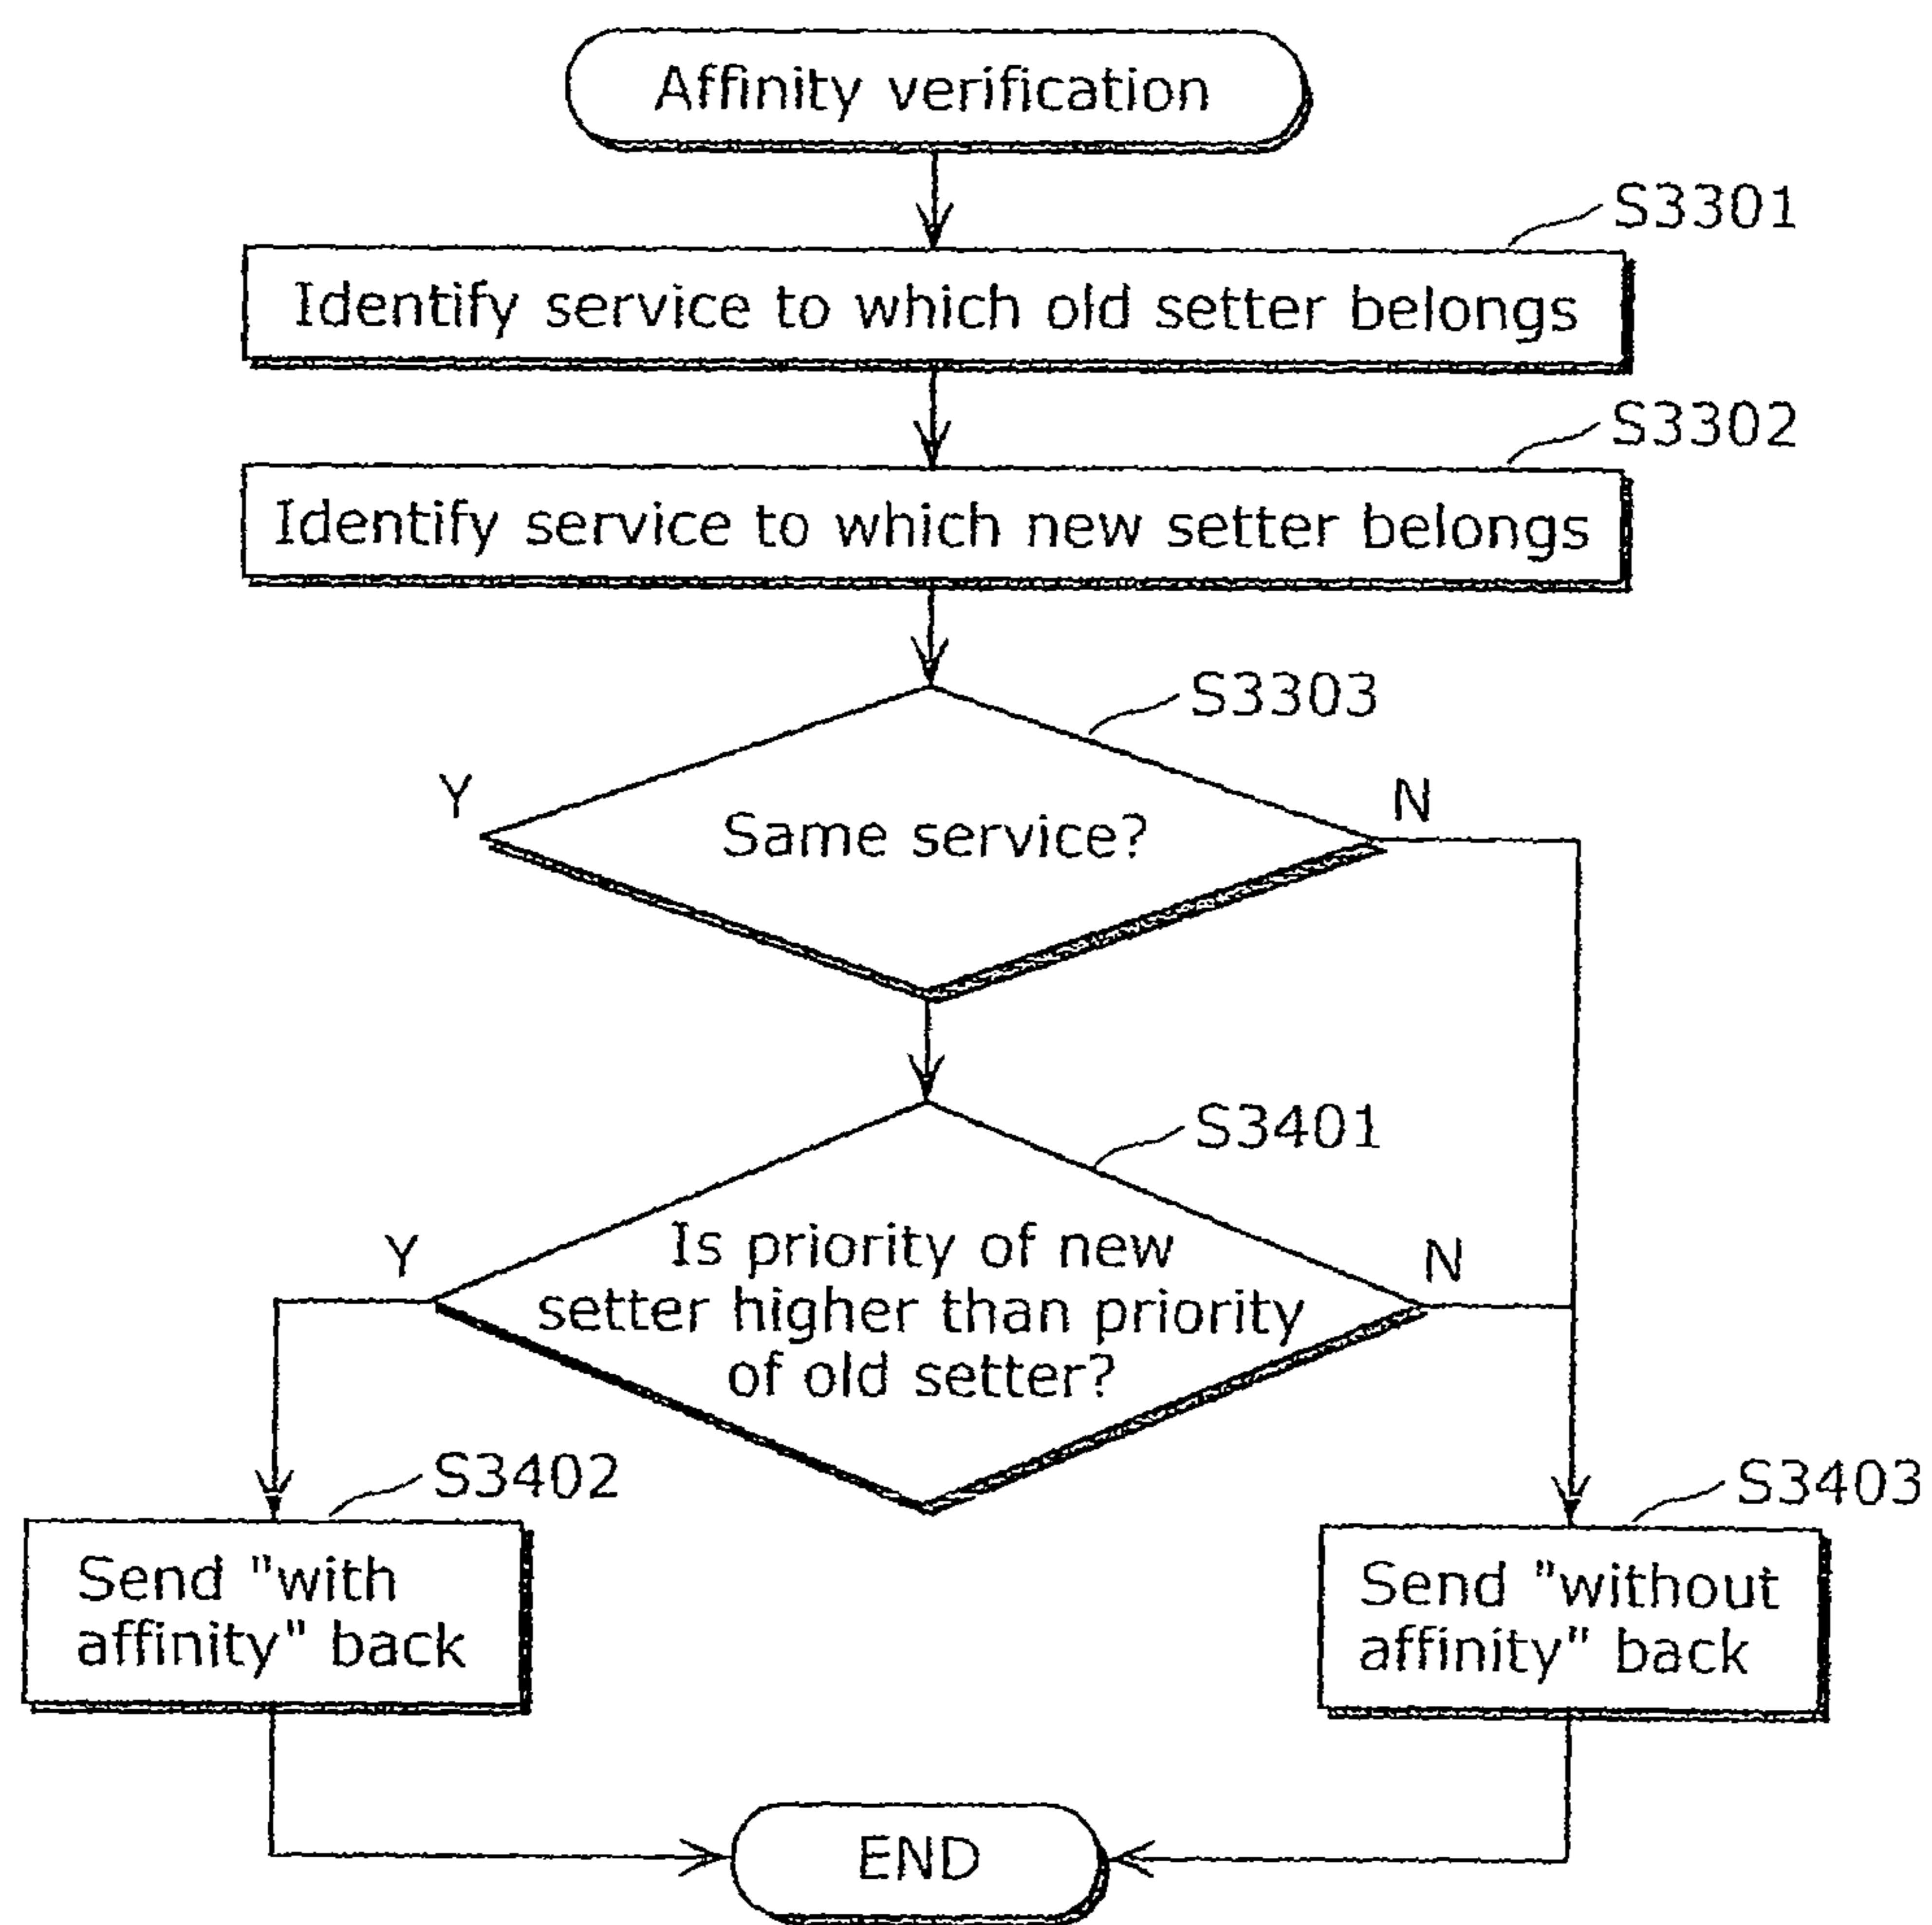 Affinity verification
S3301
Identify service to which old setter belongs
S3302
Identify service to which new setter belongs
S3303
Y
N
Same service?
S3401
Y
N
Is priority of new
setter higher than priority
of old setter?
S3402
S3403
Send "with
affinity" back
Send "without
affinity" back
END